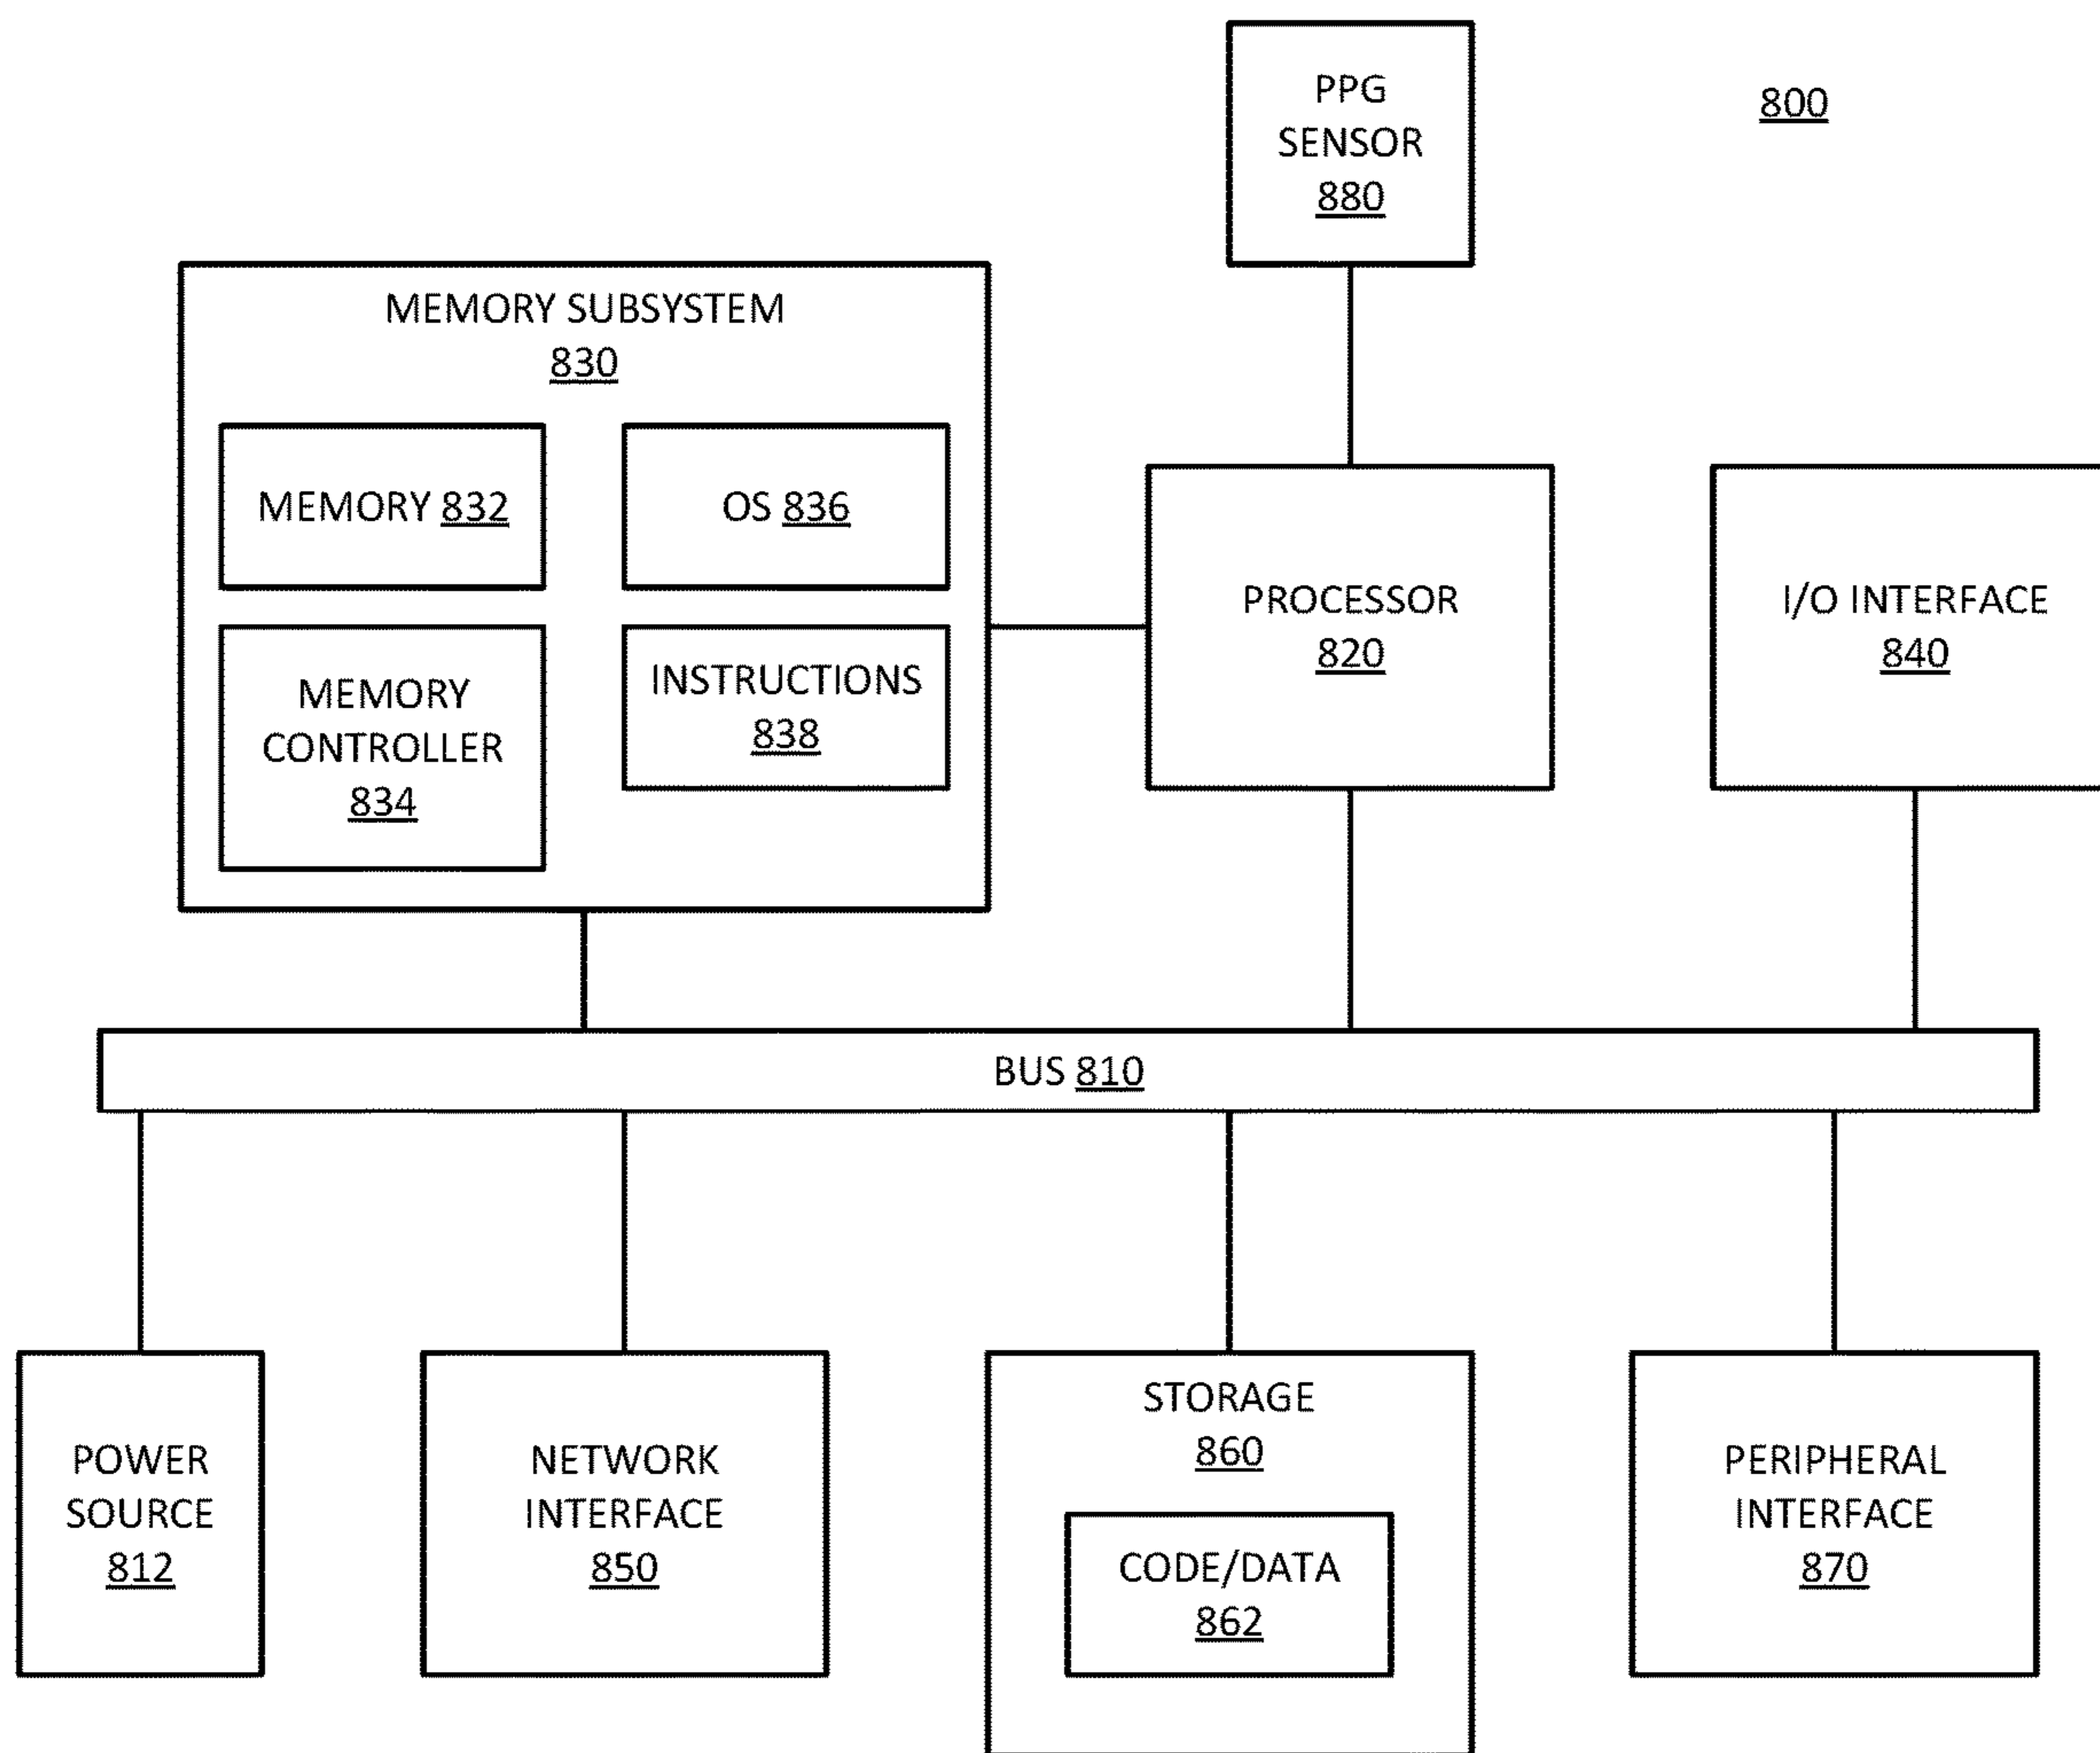 PPG
SENSOR
880
800
MEMORY SUBSYSTEM
830
MEMORY 832
OS 836
MEMORY
CONTROLLER
834
INSTRUCTIONS
838
PROCESSOR
820
I/O INTERFACE
840
BUS 810
POWER
SOURCE
812
NETWORK
INTERFACE
850
STORAGE
860
CODE/DATA
862
PERIPHERAL
INTERFACE
870